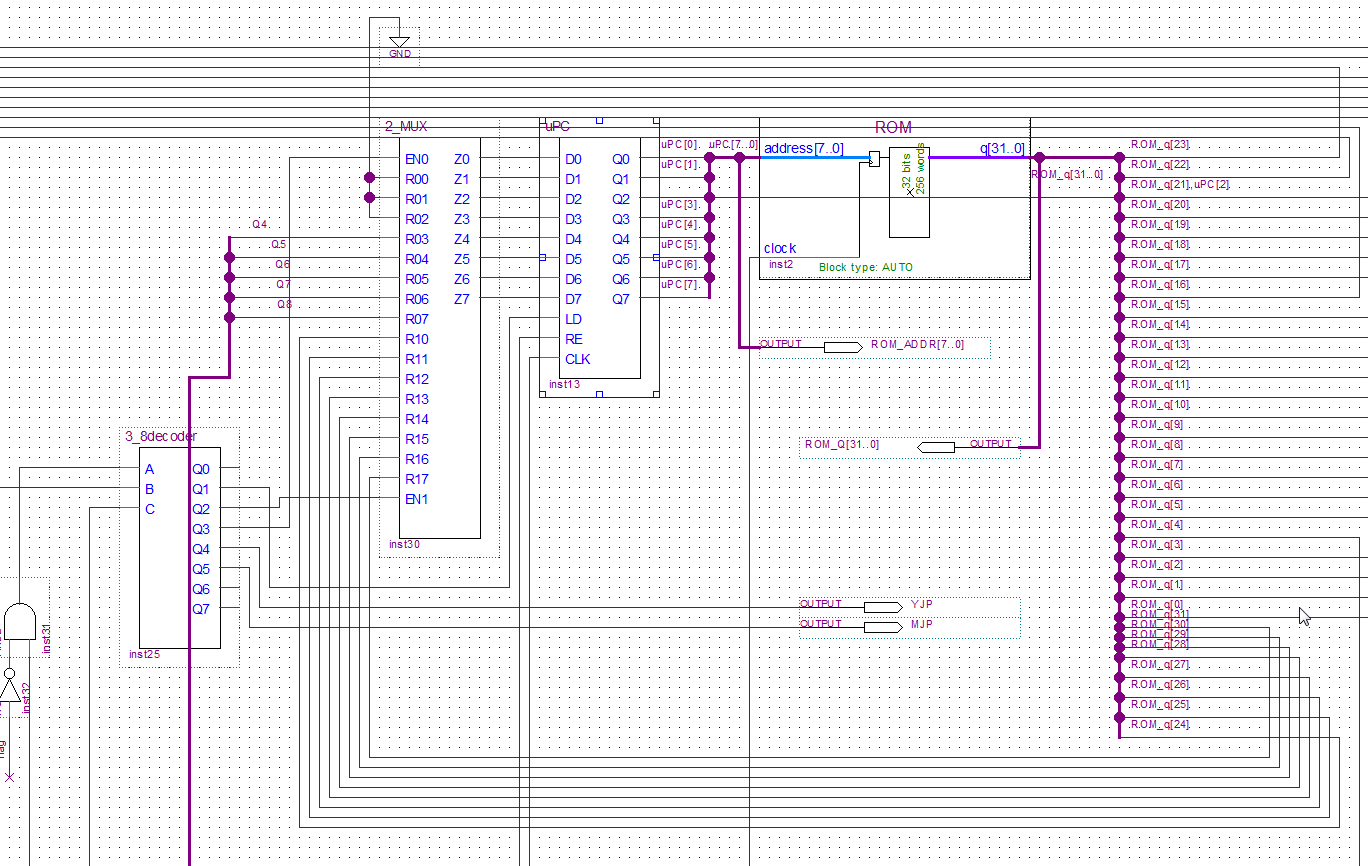 GND
2_MUX
uPC
ROM
EN0 Z0
R00 Z1
R01 Z2
R02 Z3
R03 Z4
R04 Z5
R05 Z6
R06 Z7
R07
R10
R11
R12
R13
R14
R15
R16
R17
EN1
inst30
D0 Q0
D1 Q1
D2 Q2
D3 Q3
D4 Q4
D5 Q5
D6 Q6
D7 Q7
LD
RE
CLK
inst13
uPC[0] uPC[7..0]
uPC[1]
uPC[3]
uPC[4]
uPC[5]
uPC[6]
uPC[7]
address[7..0] q[31..0]
32 bits
256 words
clock
inst2
Block type: AUTO
ROM_q[31..0]
OUTPUT ROM_ADDR[7..0]
ROM_Q[31..0] OUTPUT
Q4
Q5
Q6
Q7
Q8
3_8decoder
A Q0
B Q1
C Q2
Q3
Q4
Q5
Q6
Q7
inst25
inst31
inst32
OUTPUT YJP
OUTPUT MJP
ROM_q[23]
ROM_q[22]
ROM_q[21],uPC[2]
ROM_q[20]
ROM_q[19]
ROM_q[18]
ROM_q[17]
ROM_q[16]
ROM_q[15]
ROM_q[14]
ROM_q[13]
ROM_q[12]
ROM_q[11]
ROM_q[10]
ROM_q[9]
ROM_q[8]
ROM_q[7]
ROM_q[6]
ROM_q[5]
ROM_q[4]
ROM_q[3]
ROM_q[2]
ROM_q[1]
ROM_q[0]
ROM_q[31]
ROM_q[30]
ROM_q[29]
ROM_q[28]
ROM_q[27]
ROM_q[26]
ROM_q[25]
ROM_q[24]